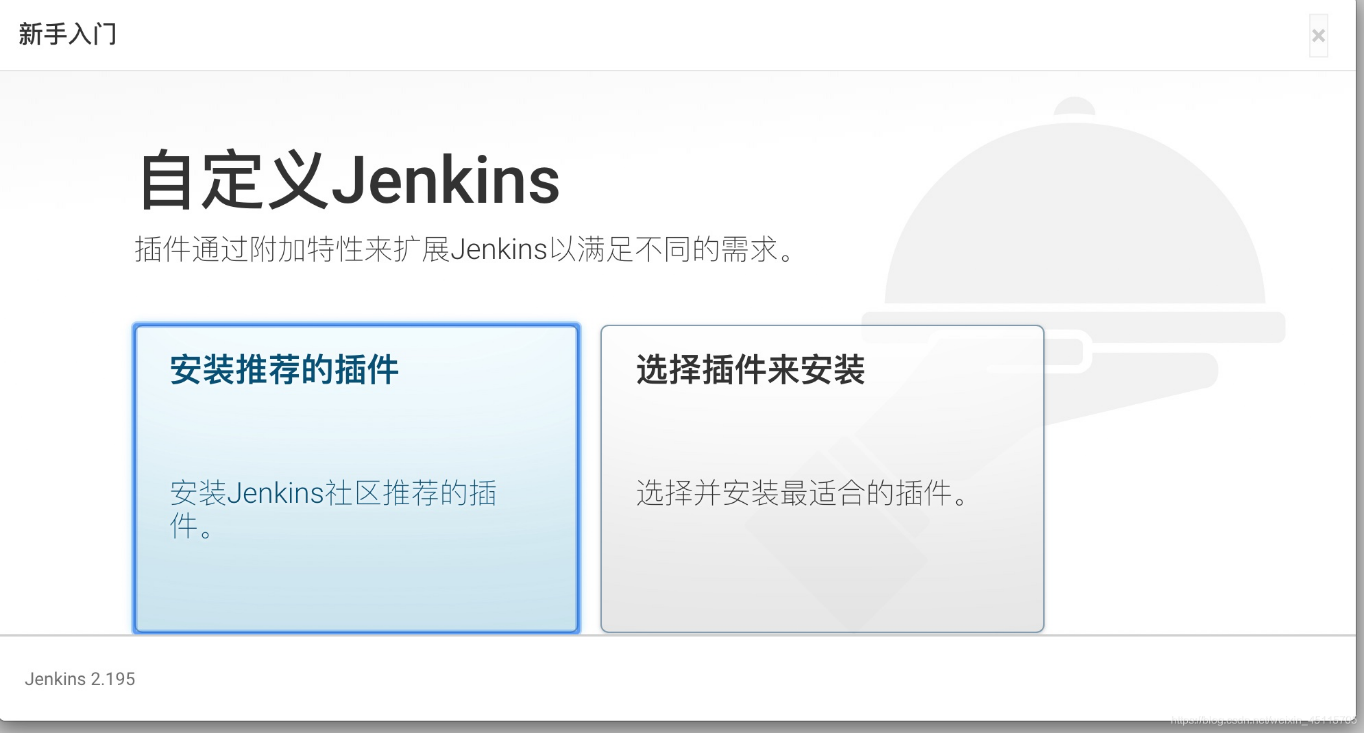 新手入门
×
自定义Jenkins
插件通过附加特性来扩展Jenkins以满足不同的需求。
安装推荐的插件
安装Jenkins社区推荐的插
件。
选择插件来安装
选择并安装最适合的插件。
Jenkins 2.195